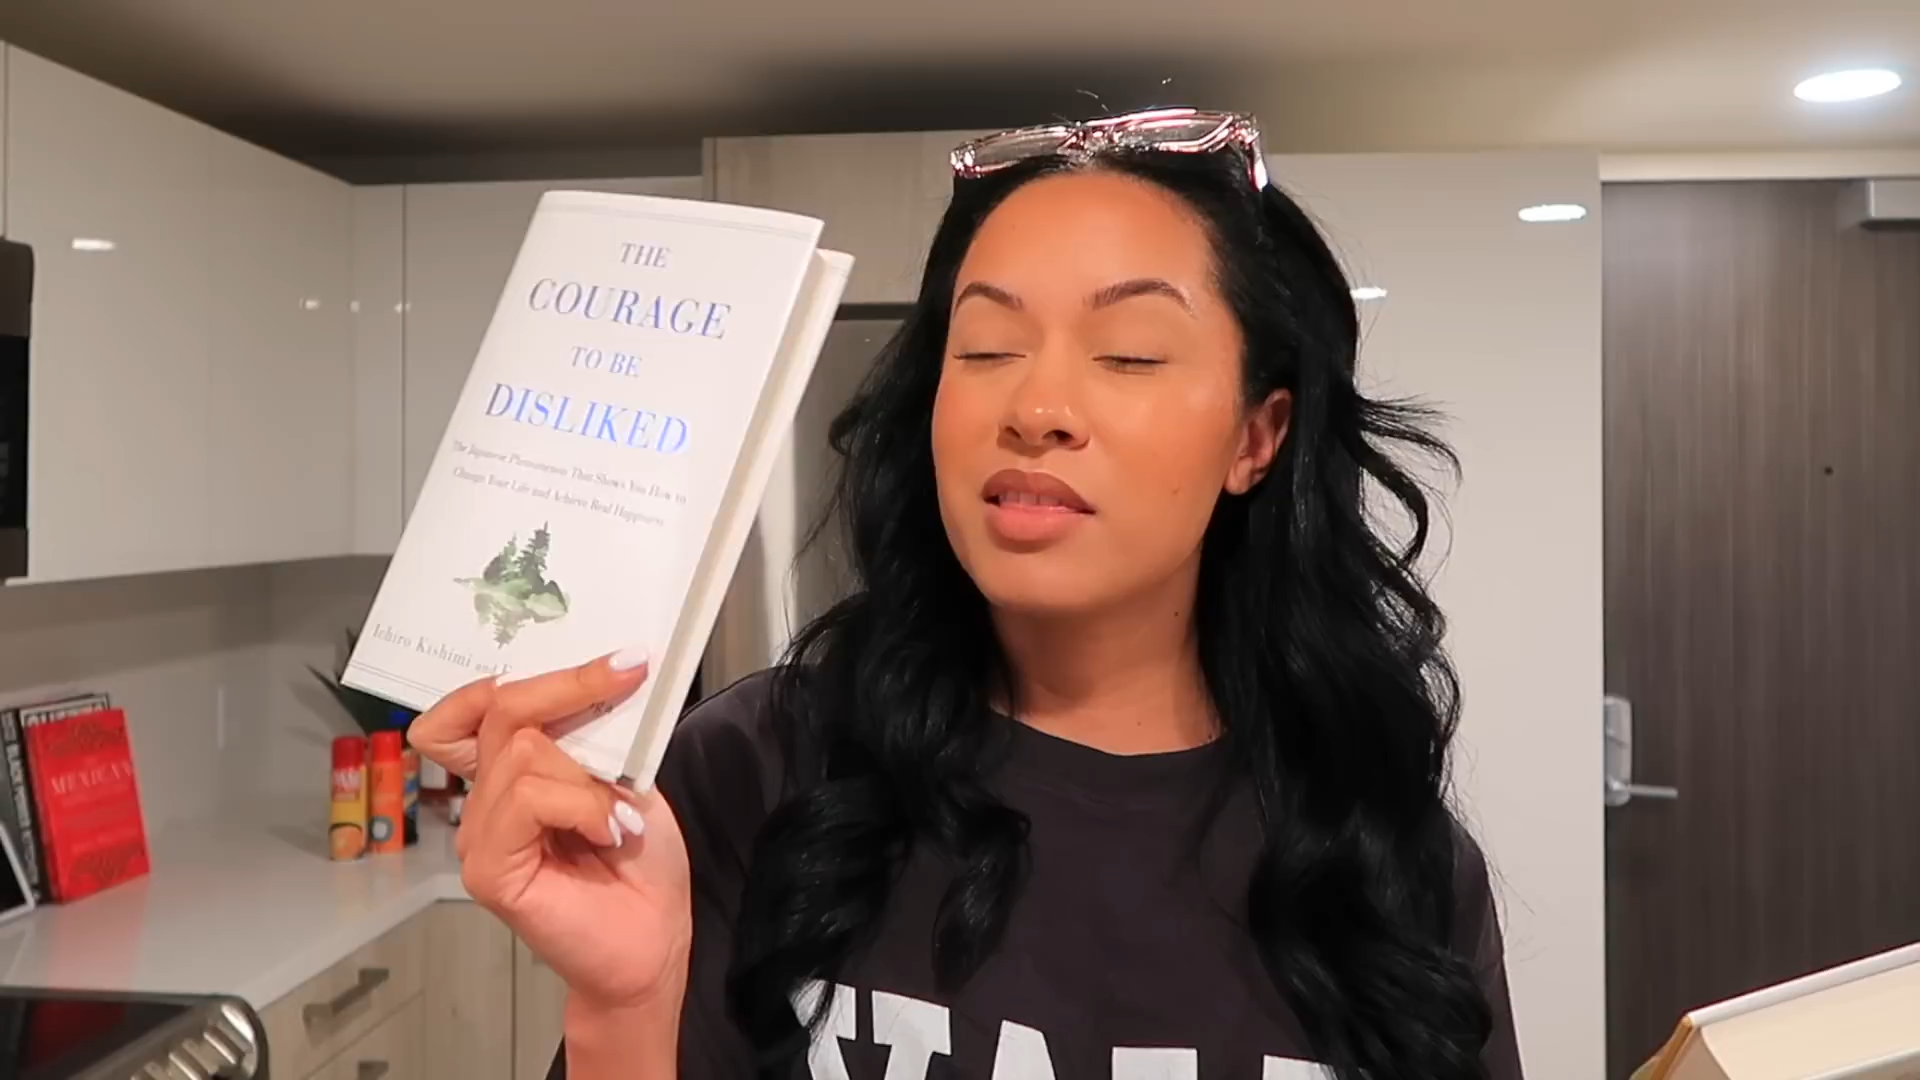 THE
COURAGE
TO BE
DISLIKED
The Japanese Phenomenon That Shows You How to
Change Your Life and Achieve Real Happiness
Ichiro Kishimi and F
MEXICAN